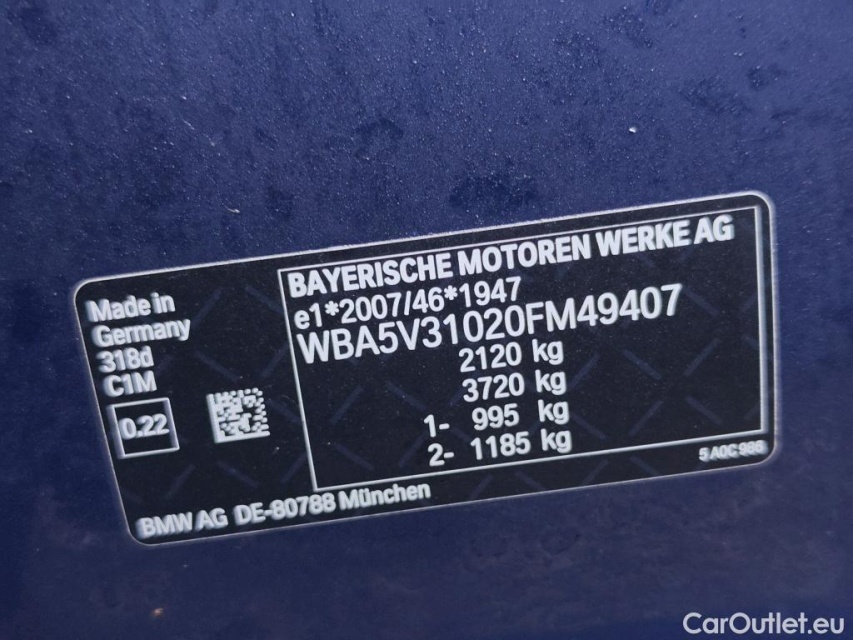 Made in
Germany
318d
C1M
0.22
BAYERISCHE MOTOREN WERKE AG
e1*2007/46*1947
WBA5V31020FM49407
2120 kg
3720 kg
1- 995 kg
2- 1185 kg
5 A0C 986
BMW AG DE-80788 München
CarOutlet.eu